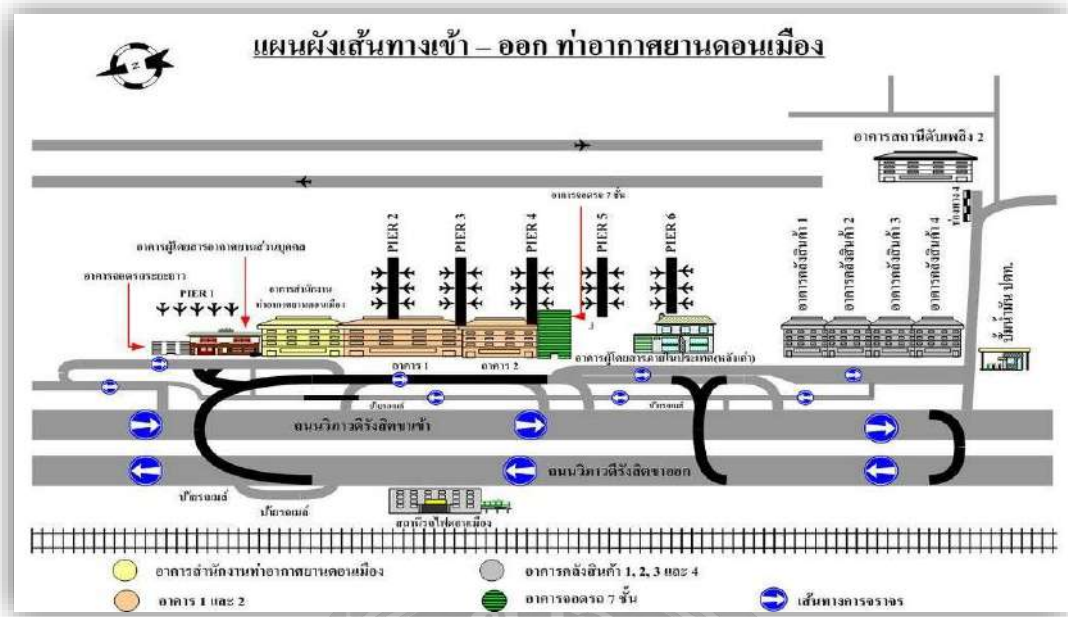 แผนผังเส้นทางเข้า – ออก ท่าอากาศยานดอนเมือง
N
อาคารสถานีดับเพลิง 2
ช่องทาง 4
อาคารจอดรถ 7 ชั้น
PIER 2
PIER 3
PIER 4
PIER 5
PIER 6
อาคารคลังสินค้า 1
อาคารคลังสินค้า 2
อาคารคลังสินค้า 3
อาคารคลังสินค้า 4
อาคารผู้โดยสารอากาศยานส่วนบุคคล
อาคารจอดรถระยะยาว
PIER 1
อาคารสำนักงาน
ท่าอากาศยานดอนเมือง
ปั๊มน้ำมัน ปตท.
อาคาร 1
อาคาร 2
อาคารผู้โดยสารภายในประเทศ(หลังเก่า)
ป้ายรถเมล์
ป้ายรถเมล์
ถนนวิภาวดีรังสิตขาเข้า
ถนนวิภาวดีรังสิตขาออก
ป้ายรถเมล์
ป้ายรถเมล์
สถานีรถไฟดอนเมือง
อาคารสำนักงานท่าอากาศยานดอนเมือง
อาคารคลังสินค้า 1, 2, 3 และ 4
อาคาร 1 และ 2
อาคารจอดรถ 7 ชั้น
เส้นทางการจราจร